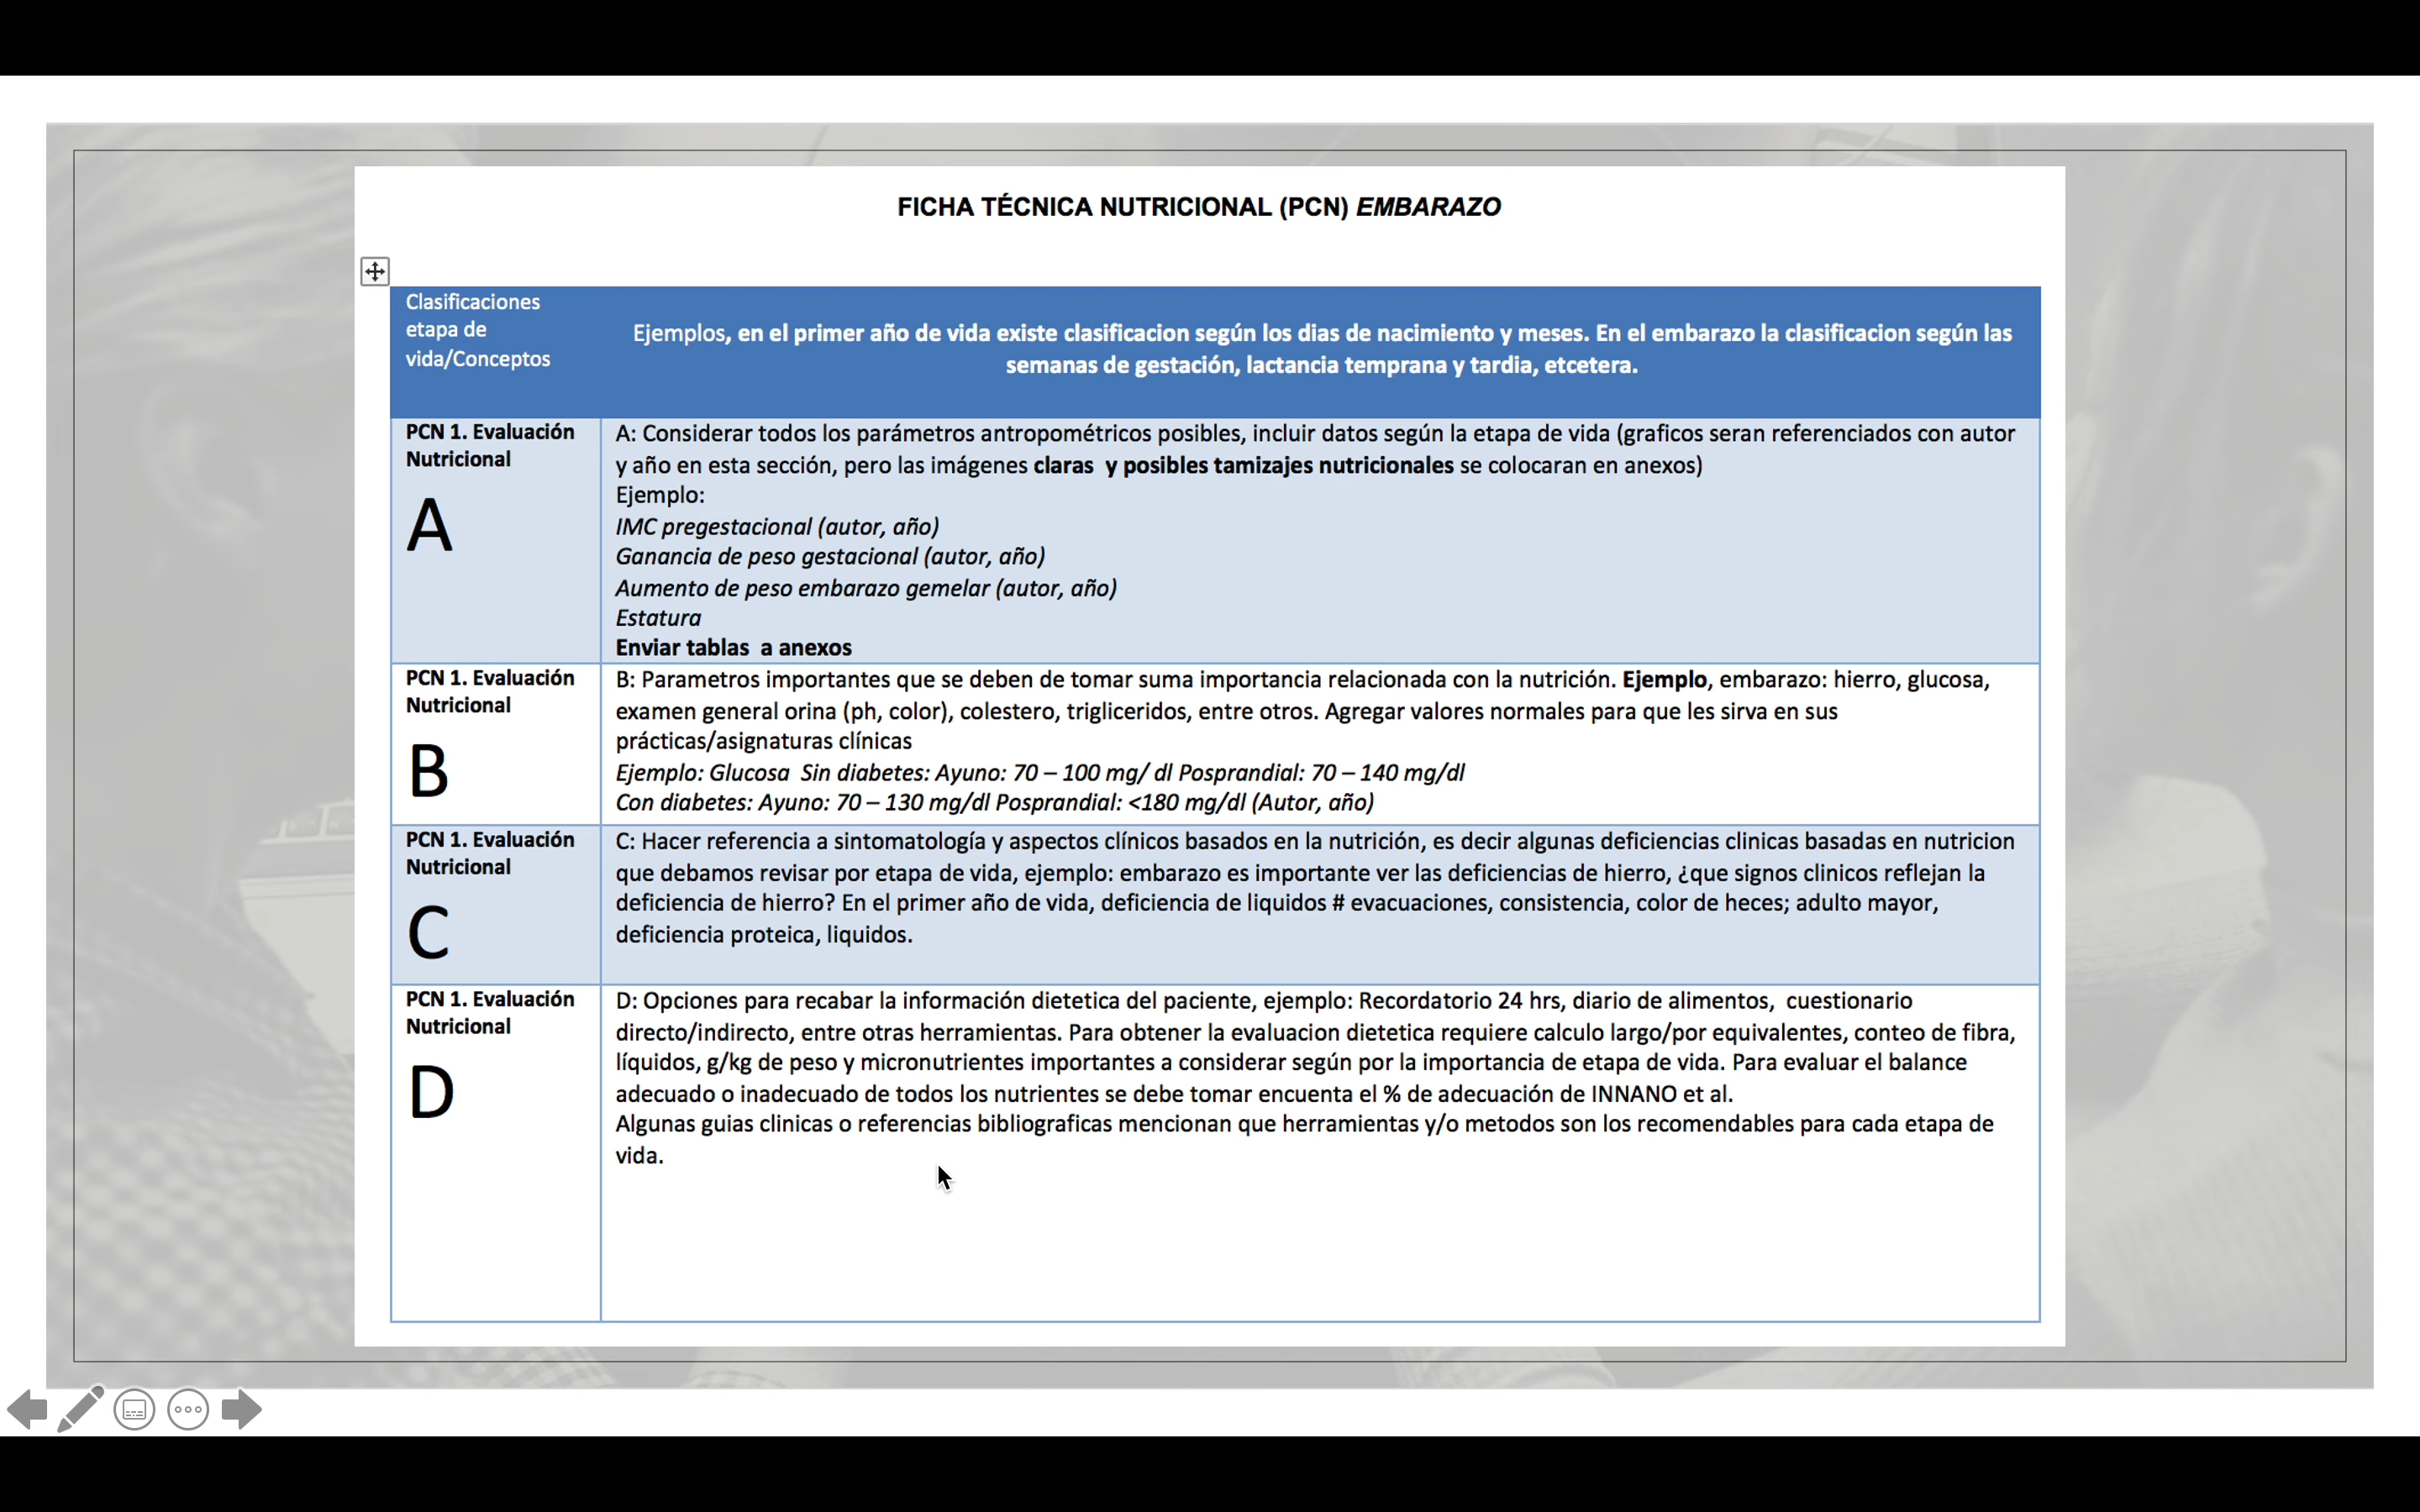 FICHA TÉCNICA NUTRICIONAL (PCN) EMBARAZO
Clasificaciones
etapa de
vida/Conceptos
Ejemplos, en el primer año de vida existe clasificacion según los dias de nacimiento y meses. En el embarazo la clasificacion según las
semanas de gestación, lactancia temprana y tardia, etcetera.
PCN 1. Evaluación
Nutricional
A
A: Considerar todos los parámetros antropométricos posibles, incluir datos según la etapa de vida (graficos seran referenciados con autor
y año en esta sección, pero las imágenes claras  y posibles tamizajes nutricionales se colocaran en anexos)
Ejemplo:
IMC pregestacional (autor, año)
Ganancia de peso gestacional (autor, año)
Aumento de peso embarazo gemelar (autor, año)
Estatura
Enviar tablas  a anexos
PCN 1. Evaluación
Nutricional
B
B: Parametros importantes que se deben de tomar suma importancia relacionada con la nutrición. Ejemplo, embarazo: hierro, glucosa,
examen general orina (ph, color), colestero, trigliceridos, entre otros. Agregar valores normales para que les sirva en sus
prácticas/asignaturas clínicas
Ejemplo: Glucosa  Sin diabetes: Ayuno: 70 – 100 mg/ dl Posprandial: 70 – 140 mg/dl
Con diabetes: Ayuno: 70 – 130 mg/dl Posprandial: <180 mg/dl (Autor, año)
PCN 1. Evaluación
Nutricional
C
C: Hacer referencia a sintomatología y aspectos clínicos basados en la nutrición, es decir algunas deficiencias clinicas basadas en nutricion
que debamos revisar por etapa de vida, ejemplo: embarazo es importante ver las deficiencias de hierro, ¿que signos clinicos reflejan la
deficiencia de hierro? En el primer año de vida, deficiencia de liquidos # evacuaciones, consistencia, color de heces; adulto mayor,
deficiencia proteica, liquidos.
PCN 1. Evaluación
Nutricional
D
D: Opciones para recabar la información dietetica del paciente, ejemplo: Recordatorio 24 hrs, diario de alimentos,  cuestionario
directo/indirecto, entre otras herramientas. Para obtener la evaluacion dietetica requiere calculo largo/por equivalentes, conteo de fibra,
líquidos, g/kg de peso y micronutrientes importantes a considerar según por la importancia de etapa de vida. Para evaluar el balance
adecuado o inadecuado de todos los nutrientes se debe tomar encuenta el % de adecuación de INNANO et al.
Algunas guias clinicas o referencias bibliograficas mencionan que herramientas y/o metodos son los recomendables para cada etapa de
vida.